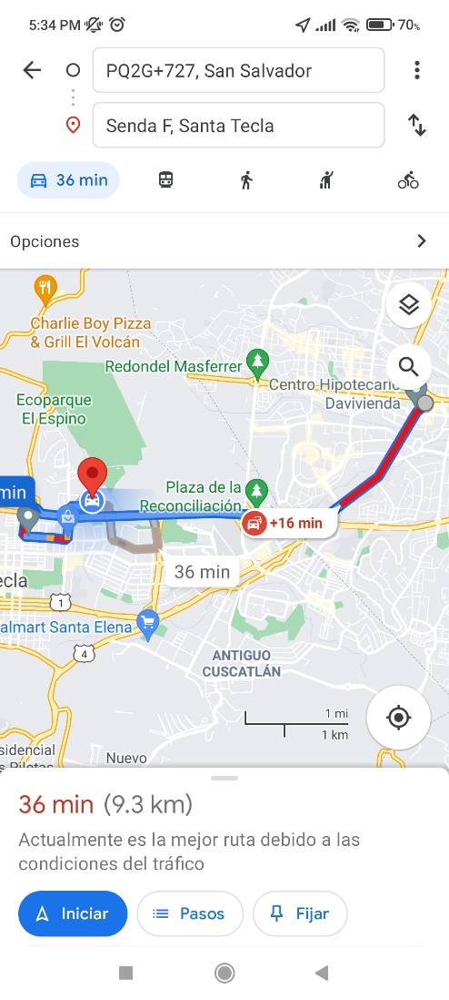 5:34 PM
70%
PQ2G+727, San Salvador
Senda F, Santa Tecla
36 min
Opciones
Charlie Boy Pizza
& Grill El Volcán
Redondel Masferrer
Centro Hipotecario
Davivienda
Ecoparque
El Espino
Plaza de la
Reconciliación
min
+16 min
36 min
ecla
1
almart Santa Elena
4
ANTIGUO
CUSCATLÁN
1 mi
1 km
sidencial
Nuevo
36 min (9.3 km)
Actualmente es la mejor ruta debido a las
condiciones del tráfico
Iniciar
Pasos
Fijar